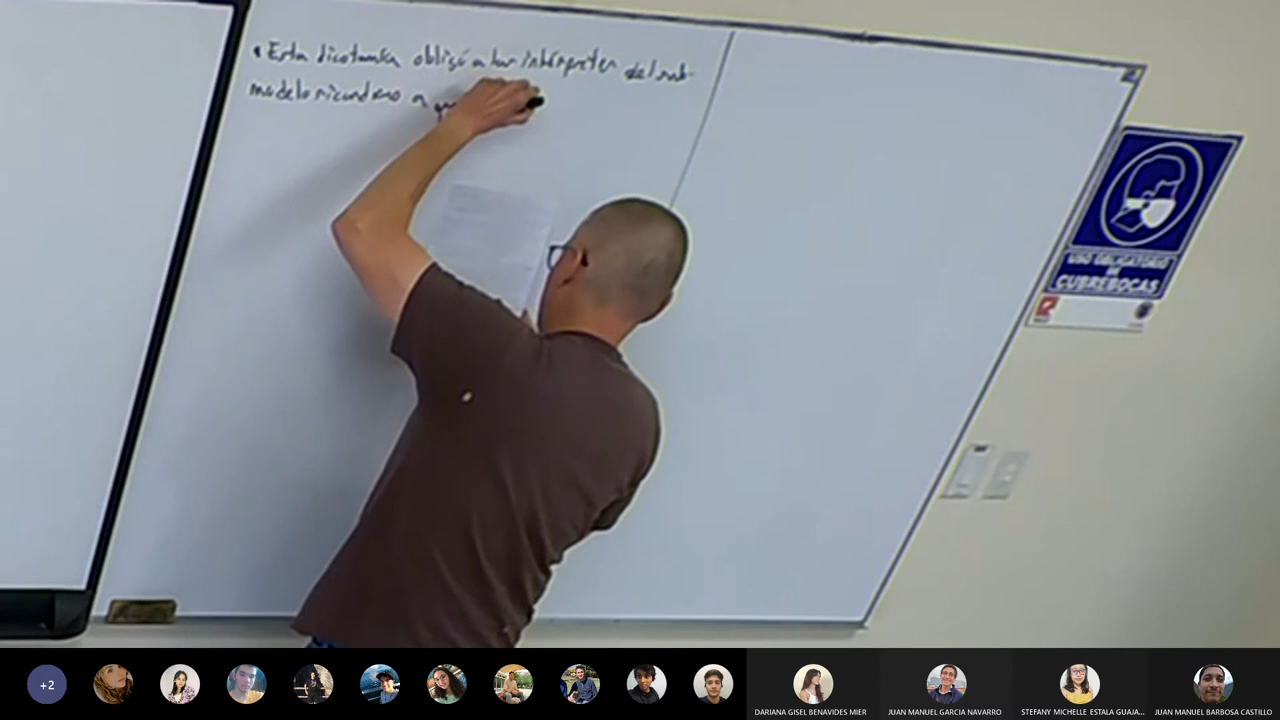 • Esta dicotomía obligó a los intérpretes del sub-
modelo ricardiano a
USO OBLIGATORIO
DE
CUBREBOCAS
+2
DARIANA GISEL BENAVIDES MIER
JUAN MANUEL GARCIA NAVARRO
STEFANY MICHELLE ESTALA GUAJA...
JUAN MANUEL BARBOSA CASTILLO